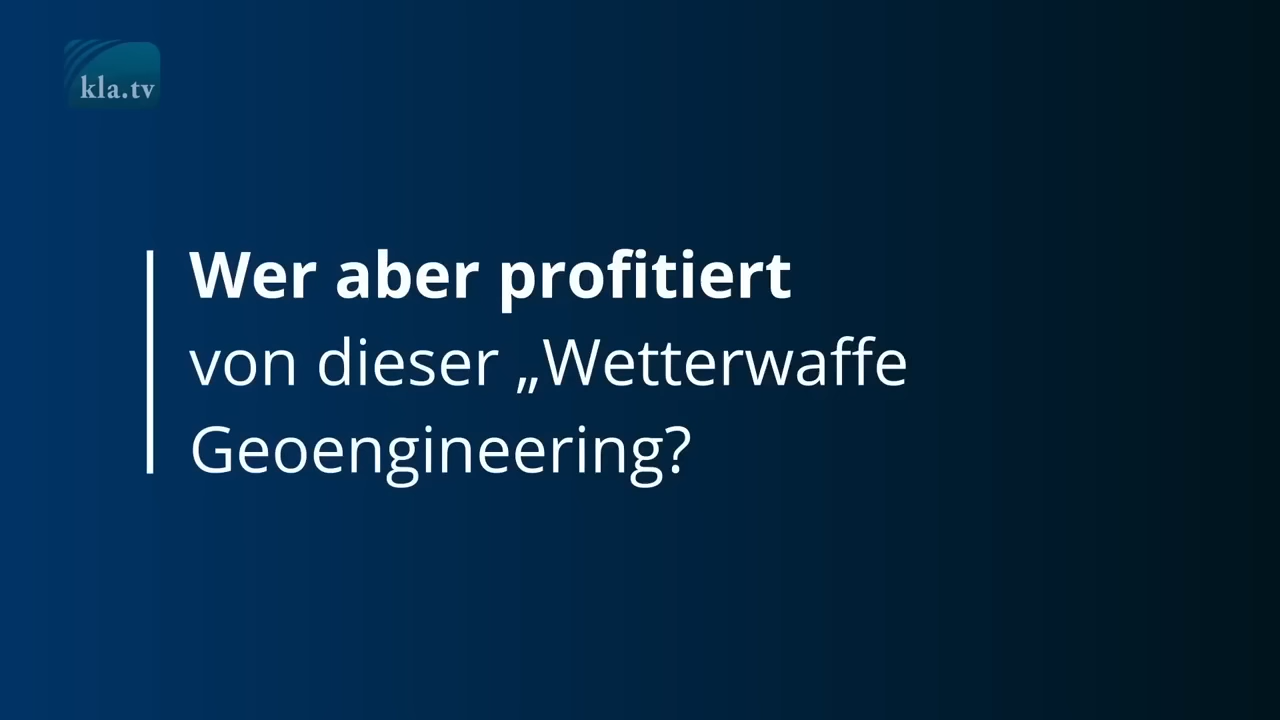 kla.tv
Wer aber profitiert
von dieser „Wetterwaffe
Geoengineering?